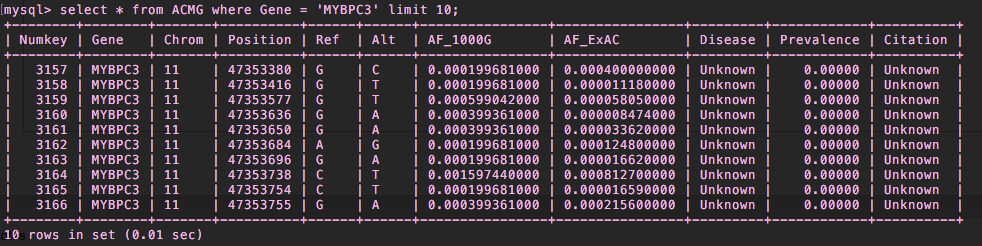 mysql> select * from ACMG where Gene = 'MYBPC3' limit 10;
+--------+--------+-------+----------+-----+-----+----------------+----------------+---------+------------+----------+
| Numkey | Gene | Chrom | Position | Ref | Alt | AF_1000G | AF_ExAC | Disease | Prevalence | Citation |
+--------+--------+-------+----------+-----+-----+----------------+----------------+---------+------------+----------+
| 3157 | MYBPC3 | 11 | 47353380 | G | C | 0.000199681000 | 0.000400000000 | Unknown | 0.00000 | Unknown |
| 3158 | MYBPC3 | 11 | 47353416 | G | T | 0.000199681000 | 0.000011180000 | Unknown | 0.00000 | Unknown |
| 3159 | MYBPC3 | 11 | 47353577 | G | T | 0.000599042000 | 0.000058050000 | Unknown | 0.00000 | Unknown |
| 3160 | MYBPC3 | 11 | 47353636 | G | A | 0.000399361000 | 0.000008474000 | Unknown | 0.00000 | Unknown |
| 3161 | MYBPC3 | 11 | 47353650 | G | A | 0.000399361000 | 0.000033620000 | Unknown | 0.00000 | Unknown |
| 3162 | MYBPC3 | 11 | 47353684 | A | G | 0.000199681000 | 0.000124800000 | Unknown | 0.00000 | Unknown |
| 3163 | MYBPC3 | 11 | 47353696 | G | A | 0.000199681000 | 0.000016620000 | Unknown | 0.00000 | Unknown |
| 3164 | MYBPC3 | 11 | 47353738 | C | T | 0.001597440000 | 0.000812700000 | Unknown | 0.00000 | Unknown |
| 3165 | MYBPC3 | 11 | 47353754 | C | T | 0.000199681000 | 0.000016590000 | Unknown | 0.00000 | Unknown |
| 3166 | MYBPC3 | 11 | 47353755 | G | A | 0.000399361000 | 0.000215600000 | Unknown | 0.00000 | Unknown |
+--------+--------+-------+----------+-----+-----+----------------+----------------+---------+------------+----------+
10 rows in set (0.01 sec)